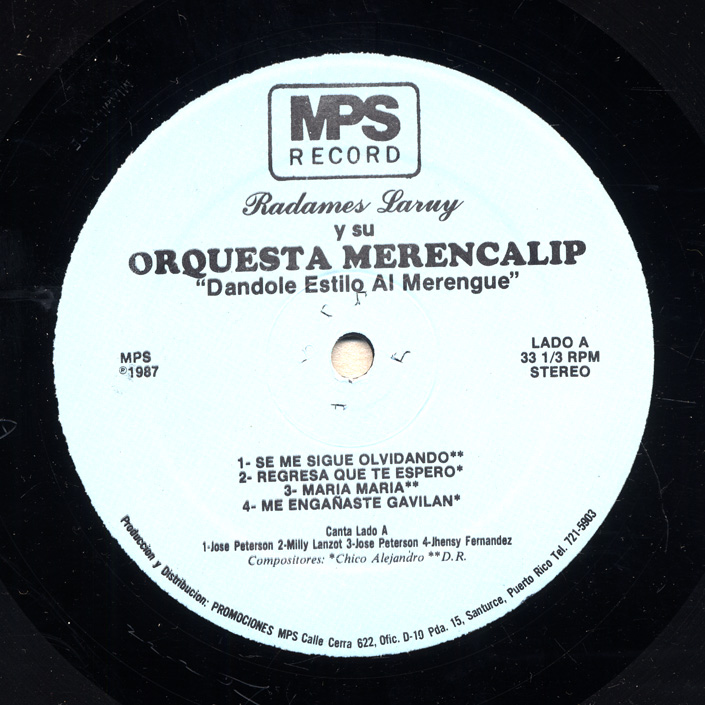 MPS
RECORD
Radames Laruy
y su
ORQUESTA MERENCALIP
"Dandole Estilo Al Merengue"
MPS
℗1987
LADO A
33 1/3 RPM
STEREO
1- SE ME SIGUE OLVIDANDO**
2- REGRESA QUE TE ESPERO*
3- MARIA MARIA**
4- ME ENGAÑASTE GAVILAN*
Canta Lado A
1-Jose Peterson 2-Milly Lanzot 3-Jose Peterson 4-Jhensy Fernandez
Compositores: *Chico Alejandro **D.R.
Produccion y Distribucion: PROMOCIONES MPS Calle Cerra 622, Ofic. D-10 Pda. 15, Santurce, Puerto Rico Tel. 721-5903